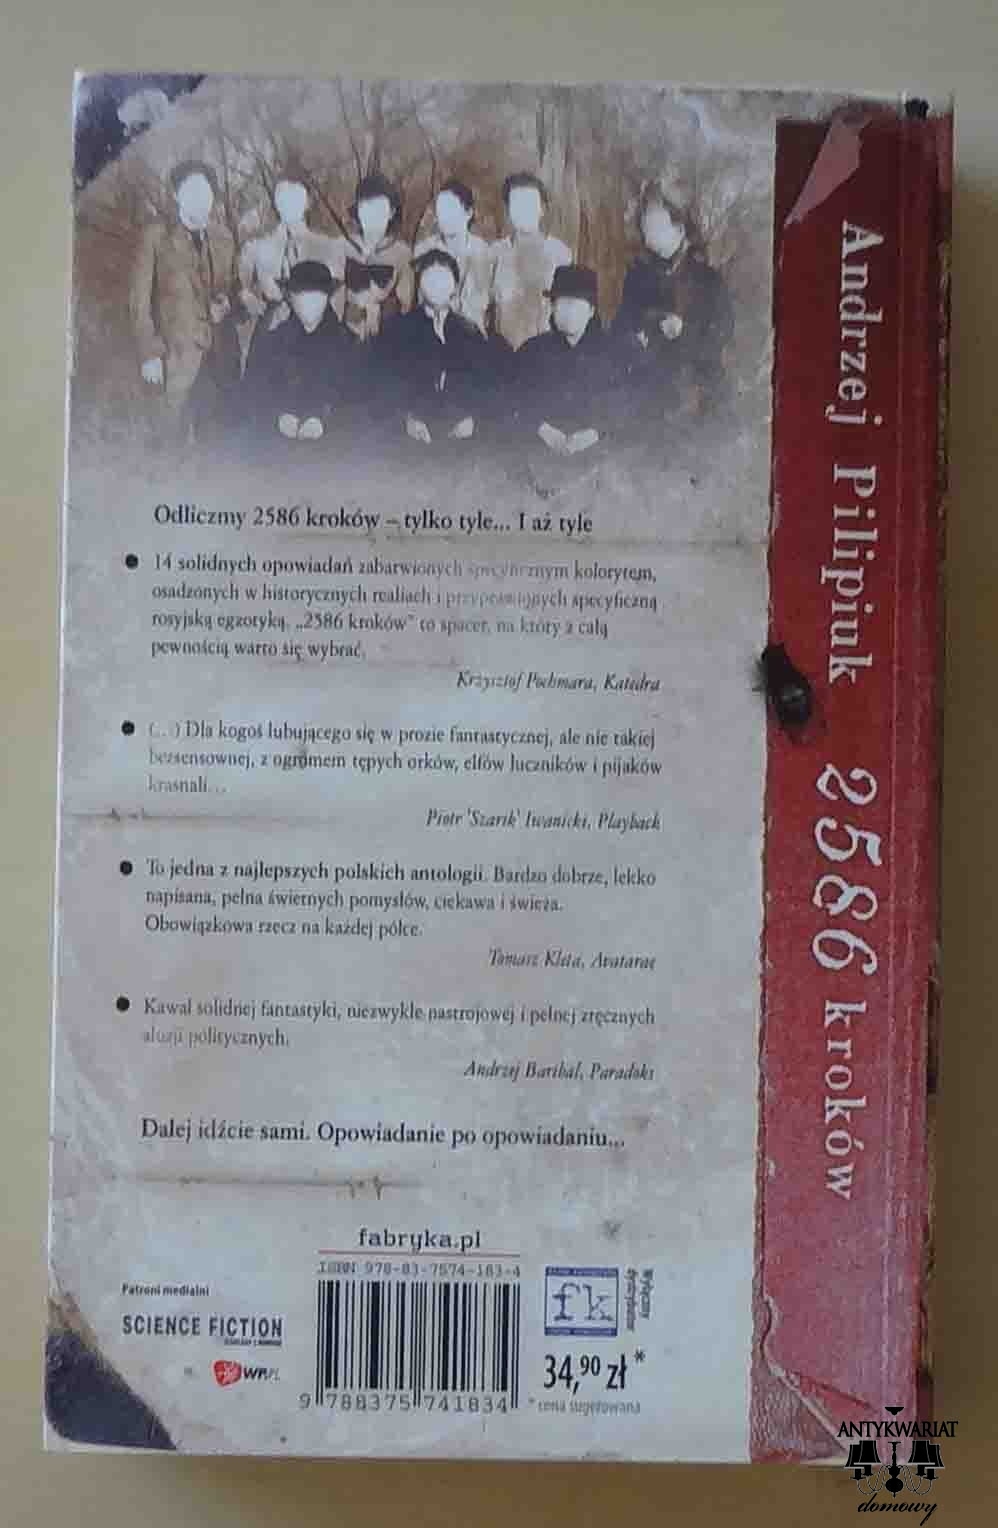 Odliczmy 2586 kroków – tylko tyle... I aż tyle
14 solidnych opowiadań zabarwionych specyficznym kolorytem,
osadzonych w historycznych realiach i przyprawionych specyficzną
rosyjską egzotyką. „2586 kroków” to spacer, na który z całą
pewnością warto się wybrać.
Krzysztof Pochmara, Katedra
(...) Dla kogoś lubującego się w prozie fantastycznej, ale nie takiej
bezsensownej, z ogromem tępych orków, elfów łuczników i pijaków
krasnali...
Piotr 'Szarik' Iwanicki, Playback
To jedna z najlepszych polskich antologii. Bardzo dobrze, lekko
napisana, pełna świetnych pomysłów, ciekawa i świeża.
Obowiązkowa rzecz na każdej półce.
Tomasz Kleta, Avatarae
Kawał solidnej fantastyki, niezwykle nastrojowej i pełnej zręcznych
aluzji politycznych.
Andrzej Baribal, Paradoks
Dalej idźcie sami. Opowiadanie po opowiadaniu...
fabryka.pl
ISBN 978-83-7574-183-4
9 788375 741834
Patroni medialni
SCIENCE FICTION
WP.PL
fk
Wyłączny
dystrybutor
34,90 zł*
* cena sugerowana
Andrzej Pilipiuk 2586 kroków
ANTYKWARIAT
domowy